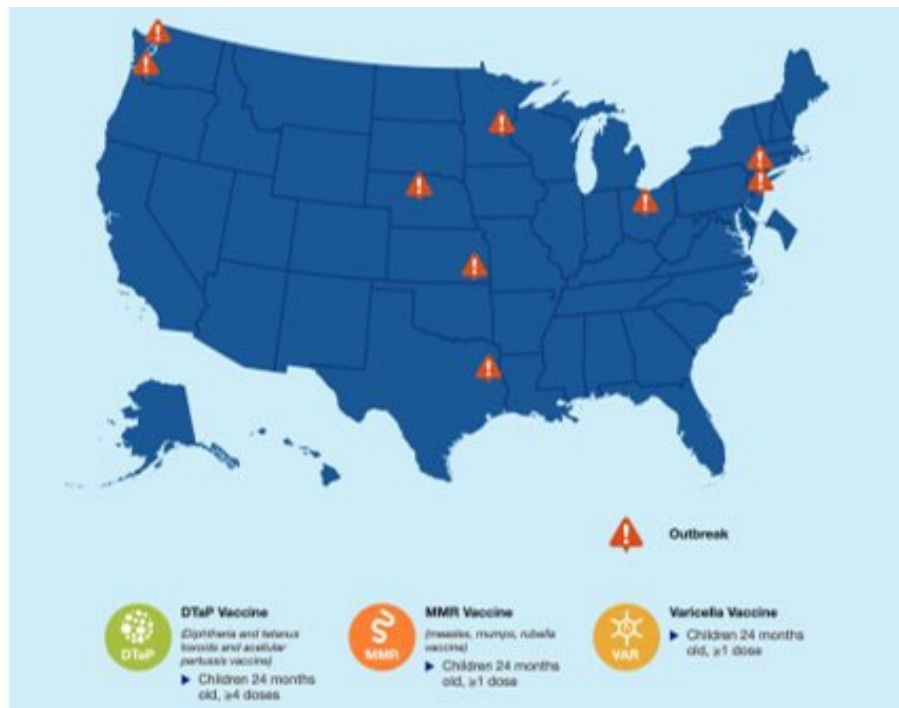 Outbreak
DTaP
DTaP Vaccine
(Diphtheria and tetanus
toxoids and acellular
pertussis vaccine)
▶ Children 24 months
old, ≥4 doses
MMR
MMR Vaccine
(measles, mumps, rubella
vaccine)
▶ Children 24 months
old, ≥1 dose
VAR
Varicella Vaccine
▶ Children 24 months
old, ≥1 dose